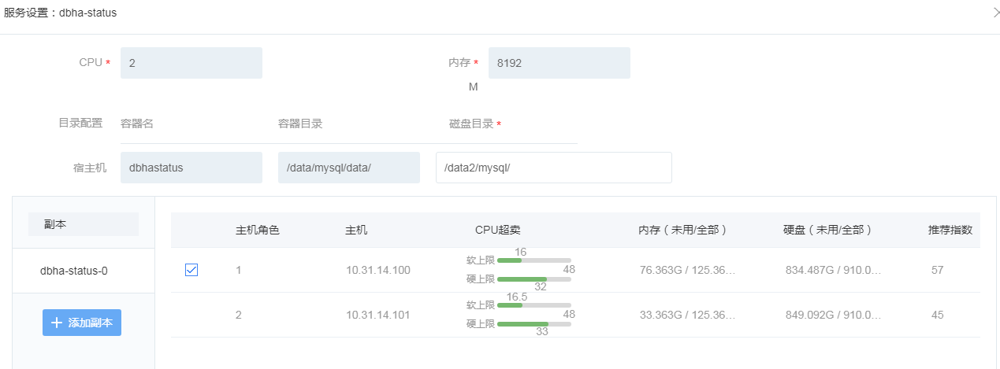 服务设置：dbha-status
CPU * 2 内存 * 8192
M
目录配置 容器名 容器目录 磁盘目录 *
宿主机 dbhastatus /data/mysql/data/ /data2/mysql/
副本
dbha-status-0
添加副本
主机角色 主机 CPU超卖 内存（未用/全部） 硬盘（未用/全部） 推荐指数
1 10.31.14.100 软上限 16 48 硬上限 32 76.363G / 125.36... 834.487G / 910.0... 57
2 10.31.14.101 软上限 16.5 48 硬上限 33 33.363G / 125.36... 849.092G / 910.0... 45